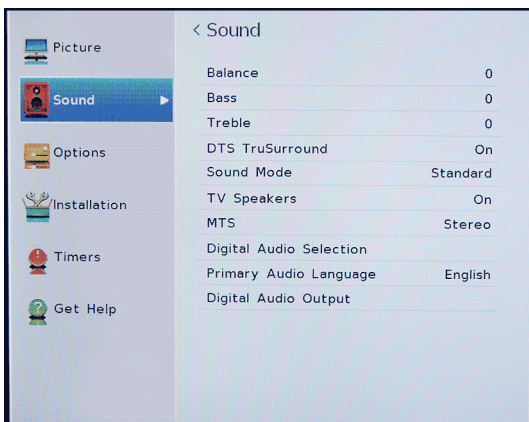 Picture
Sound
Options
Installation
Timers
Get Help
< Sound
Balance 0
Bass 0
Treble 0
DTS TruSurround On
Sound Mode Standard
TV Speakers On
MTS Stereo
Digital Audio Selection
Primary Audio Language English
Digital Audio Output